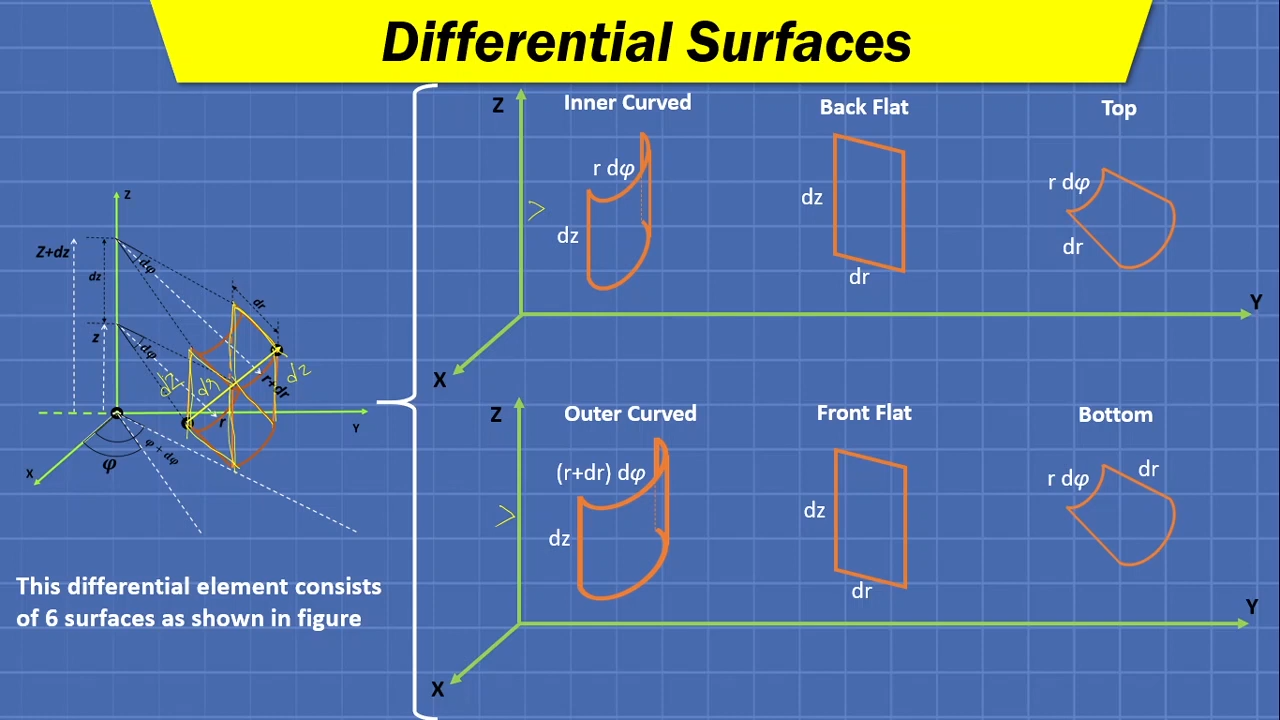 Differential Surfaces
Z
Z+dz
dz
dφ
dr
z
dφ
dz
dr
dz
r+dr
r
Y
X
φ
φ + dφ
This differential element consists
of 6 surfaces as shown in figure
Z
Inner Curved
Back Flat
Top
r dφ
dz
dz
dr
r dφ
dr
Y
X
Z
Outer Curved
Front Flat
Bottom
(r+dr) dφ
dz
dz
dr
r dφ
dr
Y
X